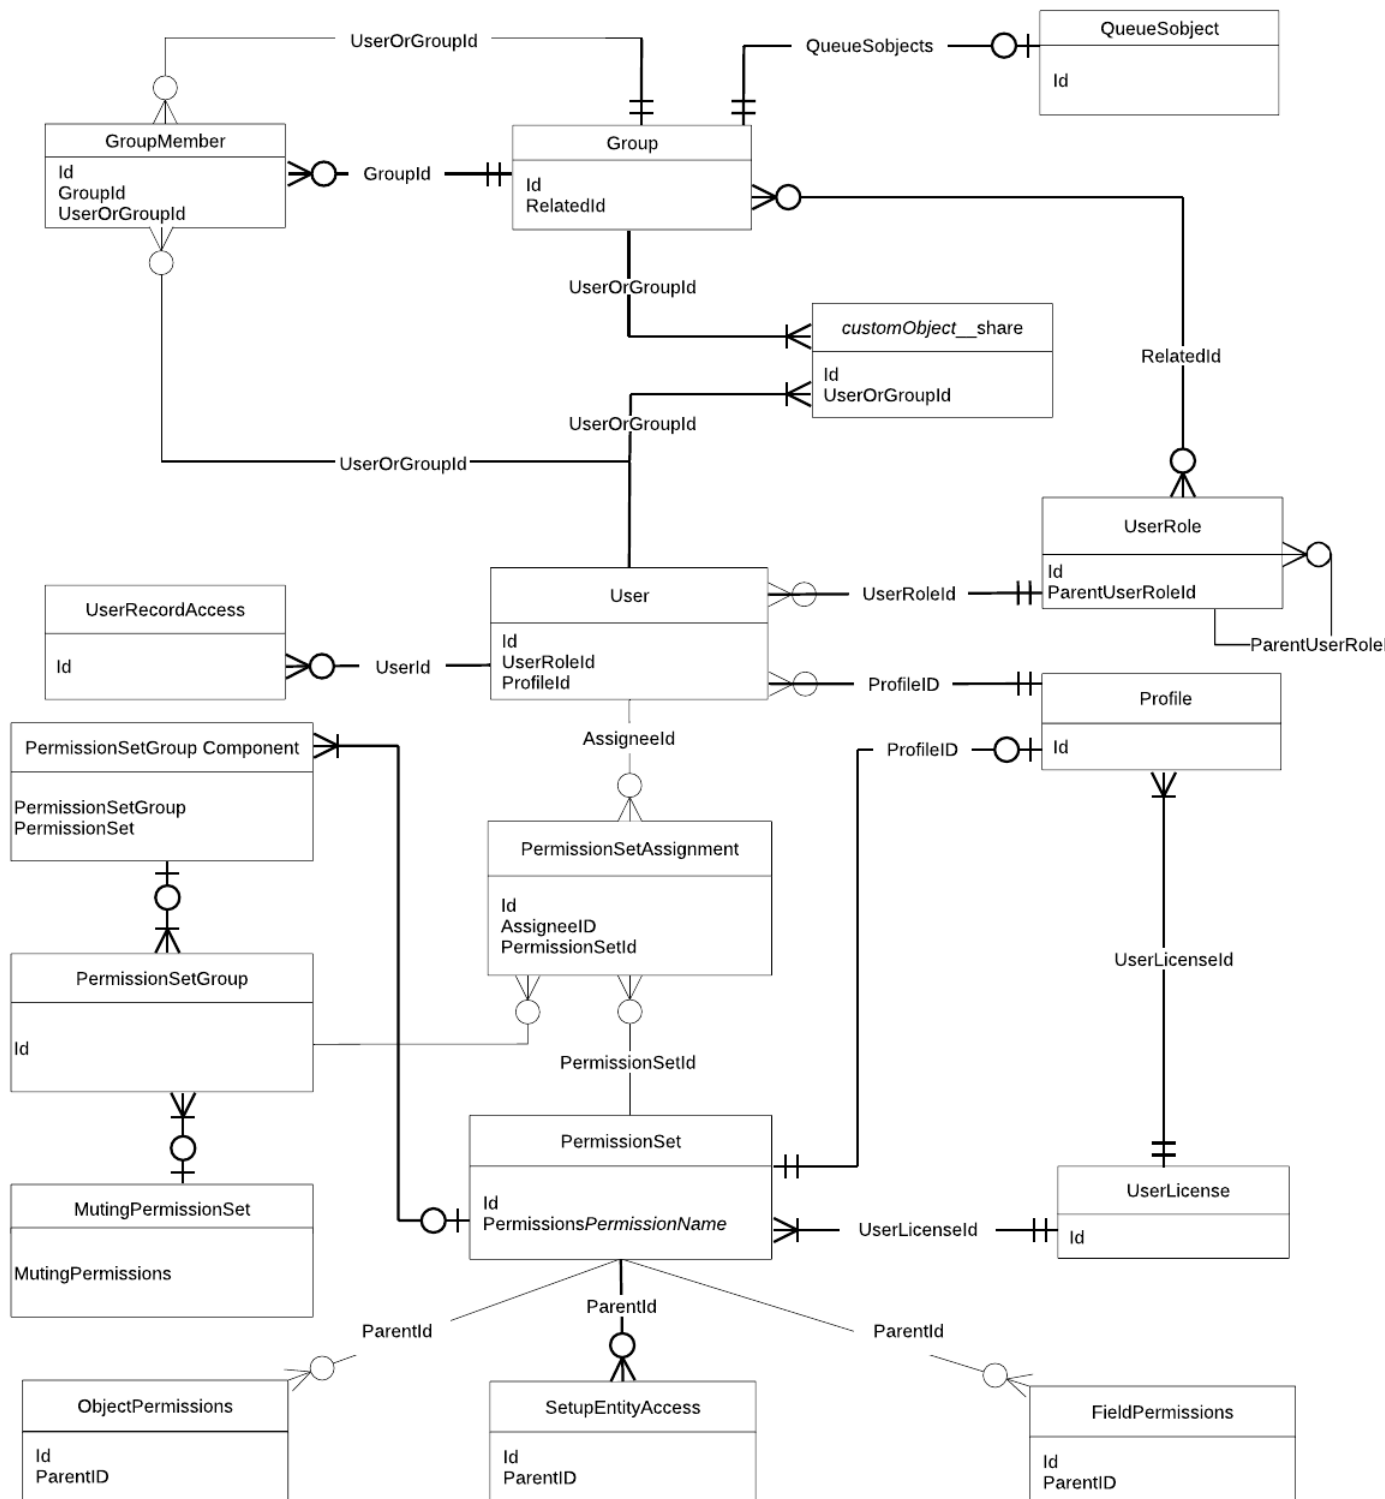 UserOrGroupId
QueueSobjects
QueueSobject
Id
GroupMember
Id
GroupId
UserOrGroupId
GroupId
Group
Id
RelatedId
UserOrGroupId
customObject__share
Id
UserOrGroupId
RelatedId
UserOrGroupId
UserOrGroupId
UserRole
Id
ParentUserRoleId
ParentUserRoleI
UserRecordAccess
Id
UserId
User
Id
UserRoleId
ProfileId
UserRoleId
ProfileID
Profile
Id
ProfileID
AssigneeId
PermissionSetGroup Component
PermissionSetGroup
PermissionSet
PermissionSetAssignment
Id
AssigneeID
PermissionSetId
UserLicenseId
PermissionSetGroup
Id
PermissionSetId
PermissionSet
Id
PermissionsPermissionName
UserLicenseId
UserLicense
Id
MutingPermissionSet
MutingPermissions
ParentId
ParentId
ParentId
ObjectPermissions
Id
ParentID
SetupEntityAccess
Id
ParentID
FieldPermissions
Id
ParentID